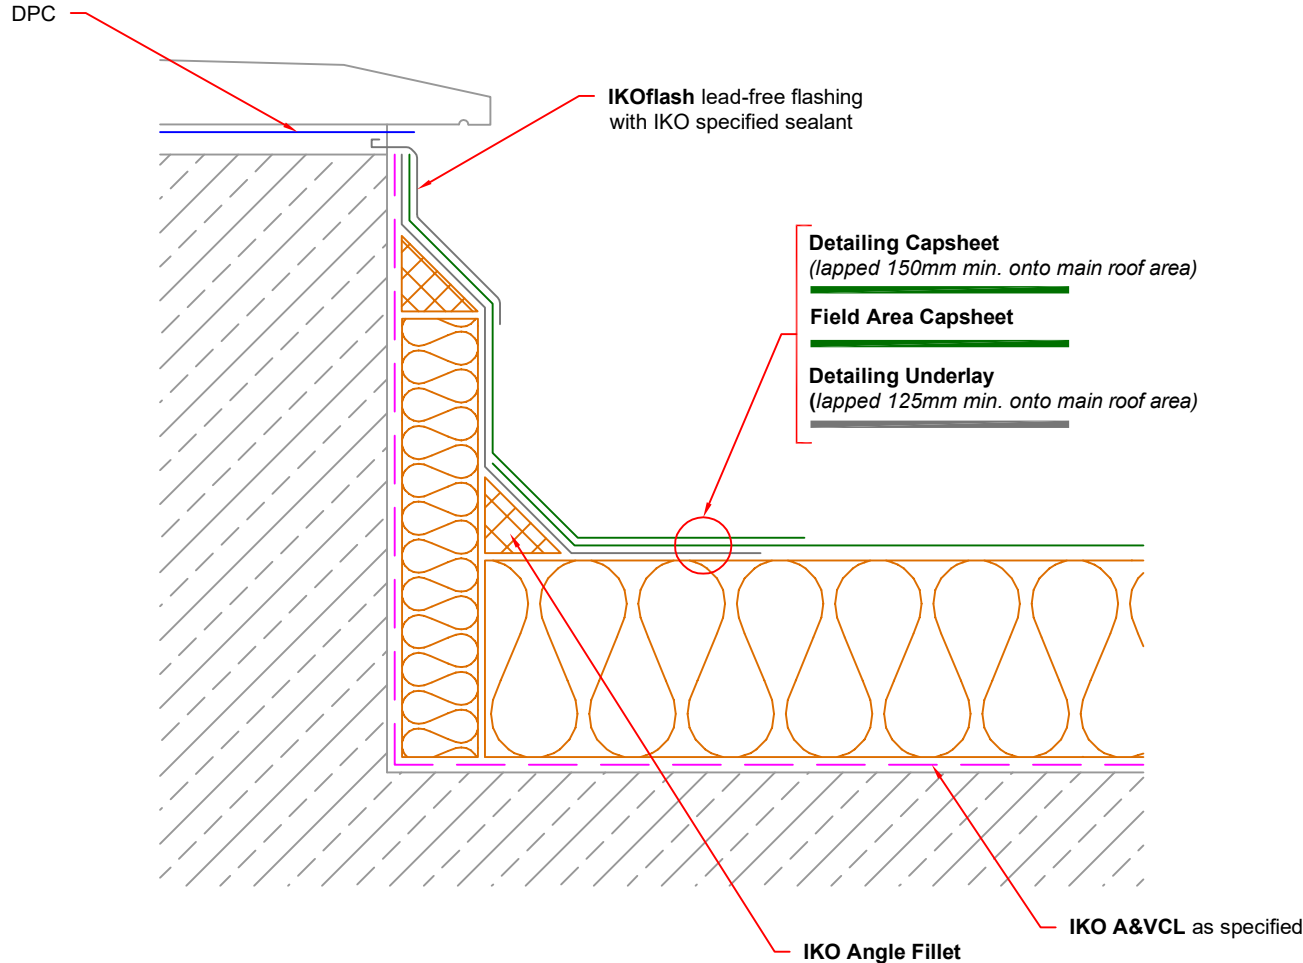 DPC
IKOflash lead-free flashing
with IKO specified sealant
Detailing Capsheet
(lapped 150mm min. onto main roof area)
Field Area Capsheet
Detailing Underlay
(lapped 125mm min. onto main roof area)
IKO A&VCL as specified
IKO Angle Fillet